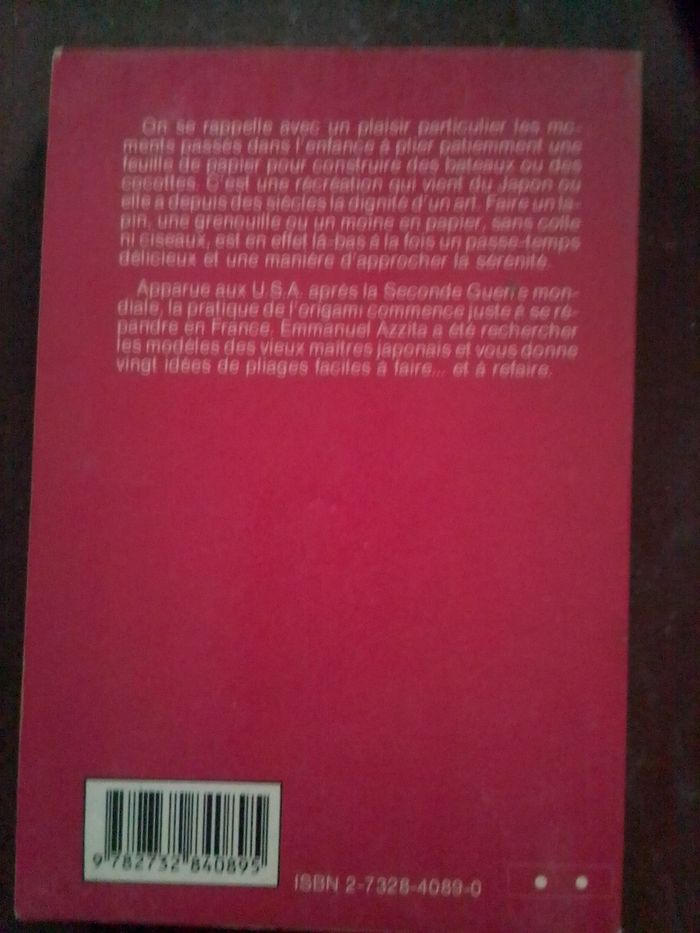 On se rappelle avec un plaisir particulier les mo-
ments passés dans l'enfance à plier patiemment une
feuille de papier pour construire des bateaux ou des
cocottes. C'est une récréation qui vient du Japon où
elle a depuis des siècles la dignité d'un art. Faire un la-
pin, une grenouille ou un moine en papier, sans colle
ni ciseaux, est en effet là-bas à la fois un passe-temps
délicieux et une manière d'approcher la sérénité.
Apparue aux U.S.A. après la Seconde Guerre mon-
diale, la pratique de l'origami commence juste à se ré-
pandre en France. Emmanuel Azzita a été rechercher
les modèles des vieux maîtres japonais et vous donne
vingt idées de pliages faciles à faire... et à refaire.
9 782732 840895
ISBN 2-7328-4089-0